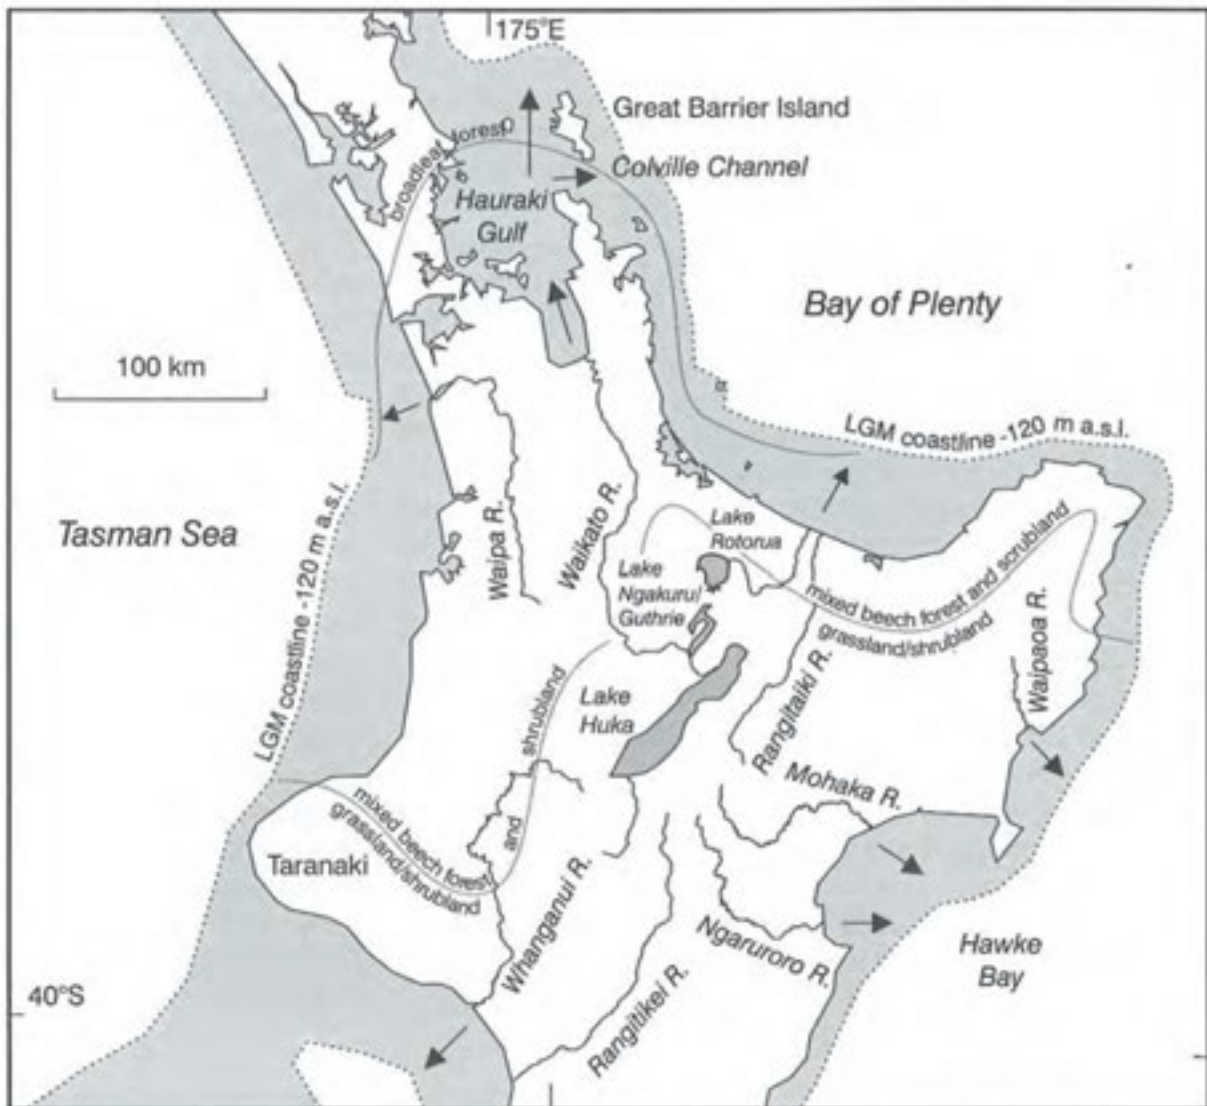 175°E
Great Barrier Island
broadleaf forest
Colville Channel
Hauraki
Gulf
Bay of Plenty
100 km
LGM coastline -120 m a.s.l.
Tasman Sea
LGM coastline -120 m a.s.l.
Waipa R.
Waikato R.
Lake
Rotorua
Lake
Ngakuru/
Guthrie
mixed beech forest and scrubland
grassland/shrubland
Waipaoa R.
Rangitaiki R.
shrubland
and
Lake
Huka
Mohaka R.
mixed beech forest
grassland/shrubland
Taranaki
Whanganui R.
Ngaruroro R.
Hawke
Bay
40°S
Rangitikei R.